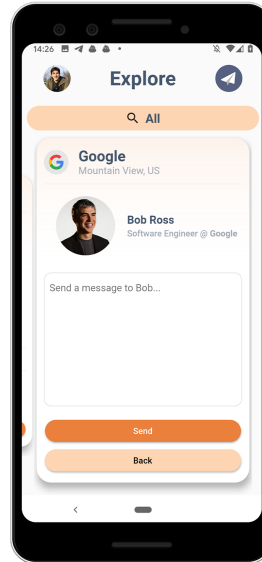 14:26
Explore
All
Google
Mountain View, US
Bob Ross
Software Engineer @ Google
Send a message to Bob...
Send
Back